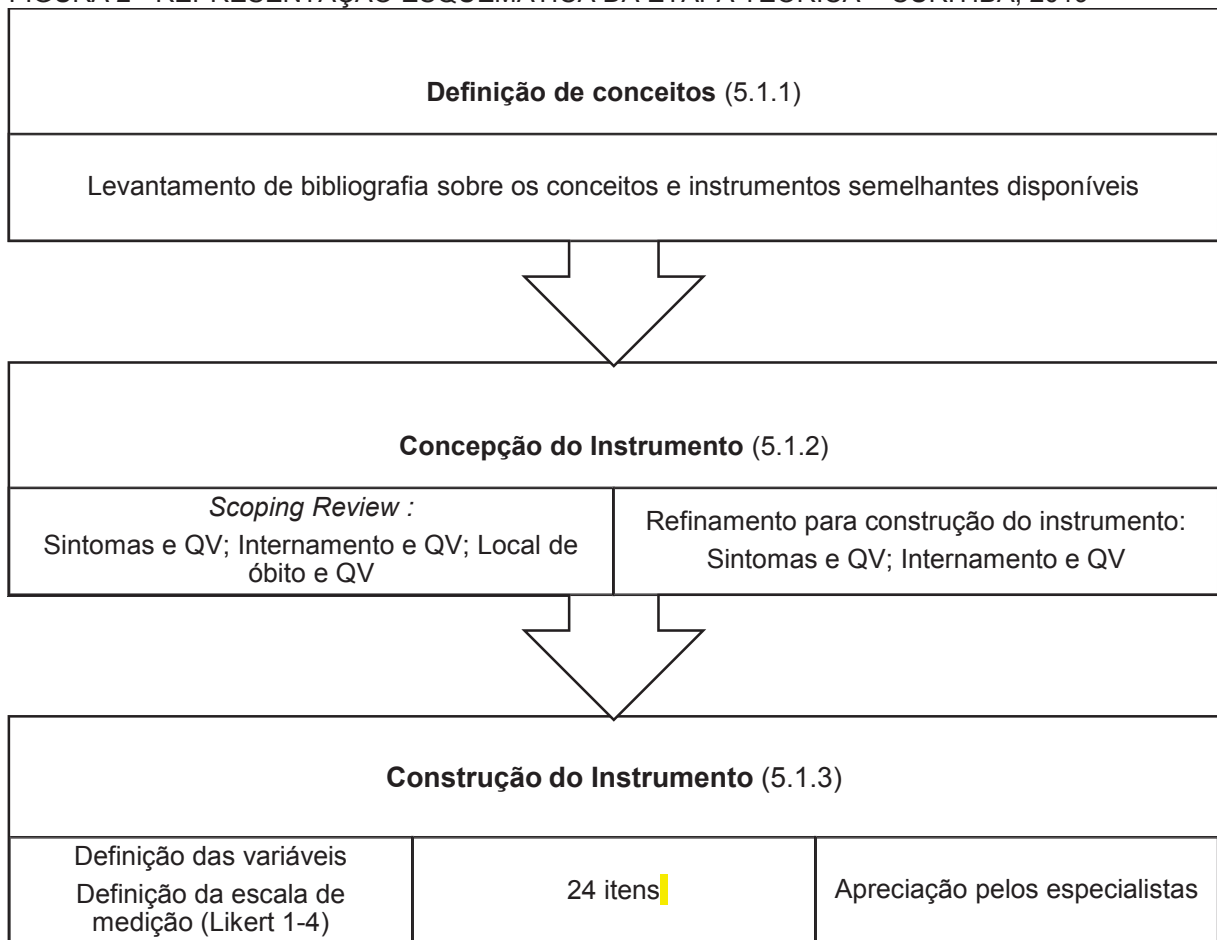 Definição de conceitos (5.1.1)
Levantamento de bibliografia sobre os conceitos e instrumentos semelhantes disponíveis
Concepção do Instrumento (5.1.2)
Scoping Review :
Sintomas e QV; Internamento e QV; Local de
óbito e QV
Refinamento para construção do instrumento:
Sintomas e QV; Internamento e QV
Construção do Instrumento (5.1.3)
Definição das variáveis
Definição da escala de
medição (Likert 1-4)
24 itens
Apreciação pelos especialistas